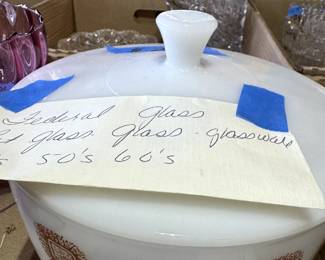 Federal Glass
glass glass - glassware
50's 60's